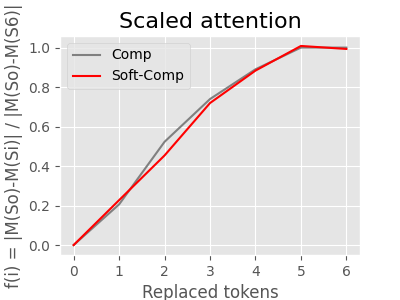 Scaled attention
f(i) = |M(So)-M(Si)| / |M(So)-M(S6)|
1.0
0.8
0.6
0.4
0.2
0.0
Comp
Soft-Comp
0 1 2 3 4 5 6
Replaced tokens